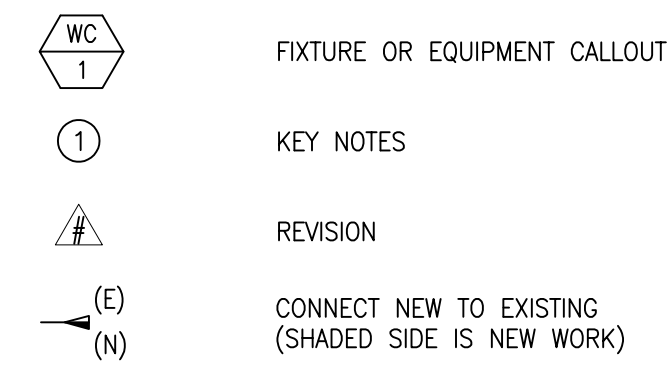 WC
1
FIXTURE OR EQUIPMENT CALLOUT
1
KEY NOTES
#
REVISION
(E)
(N)
CONNECT NEW TO EXISTING
(SHADED SIDE IS NEW WORK)